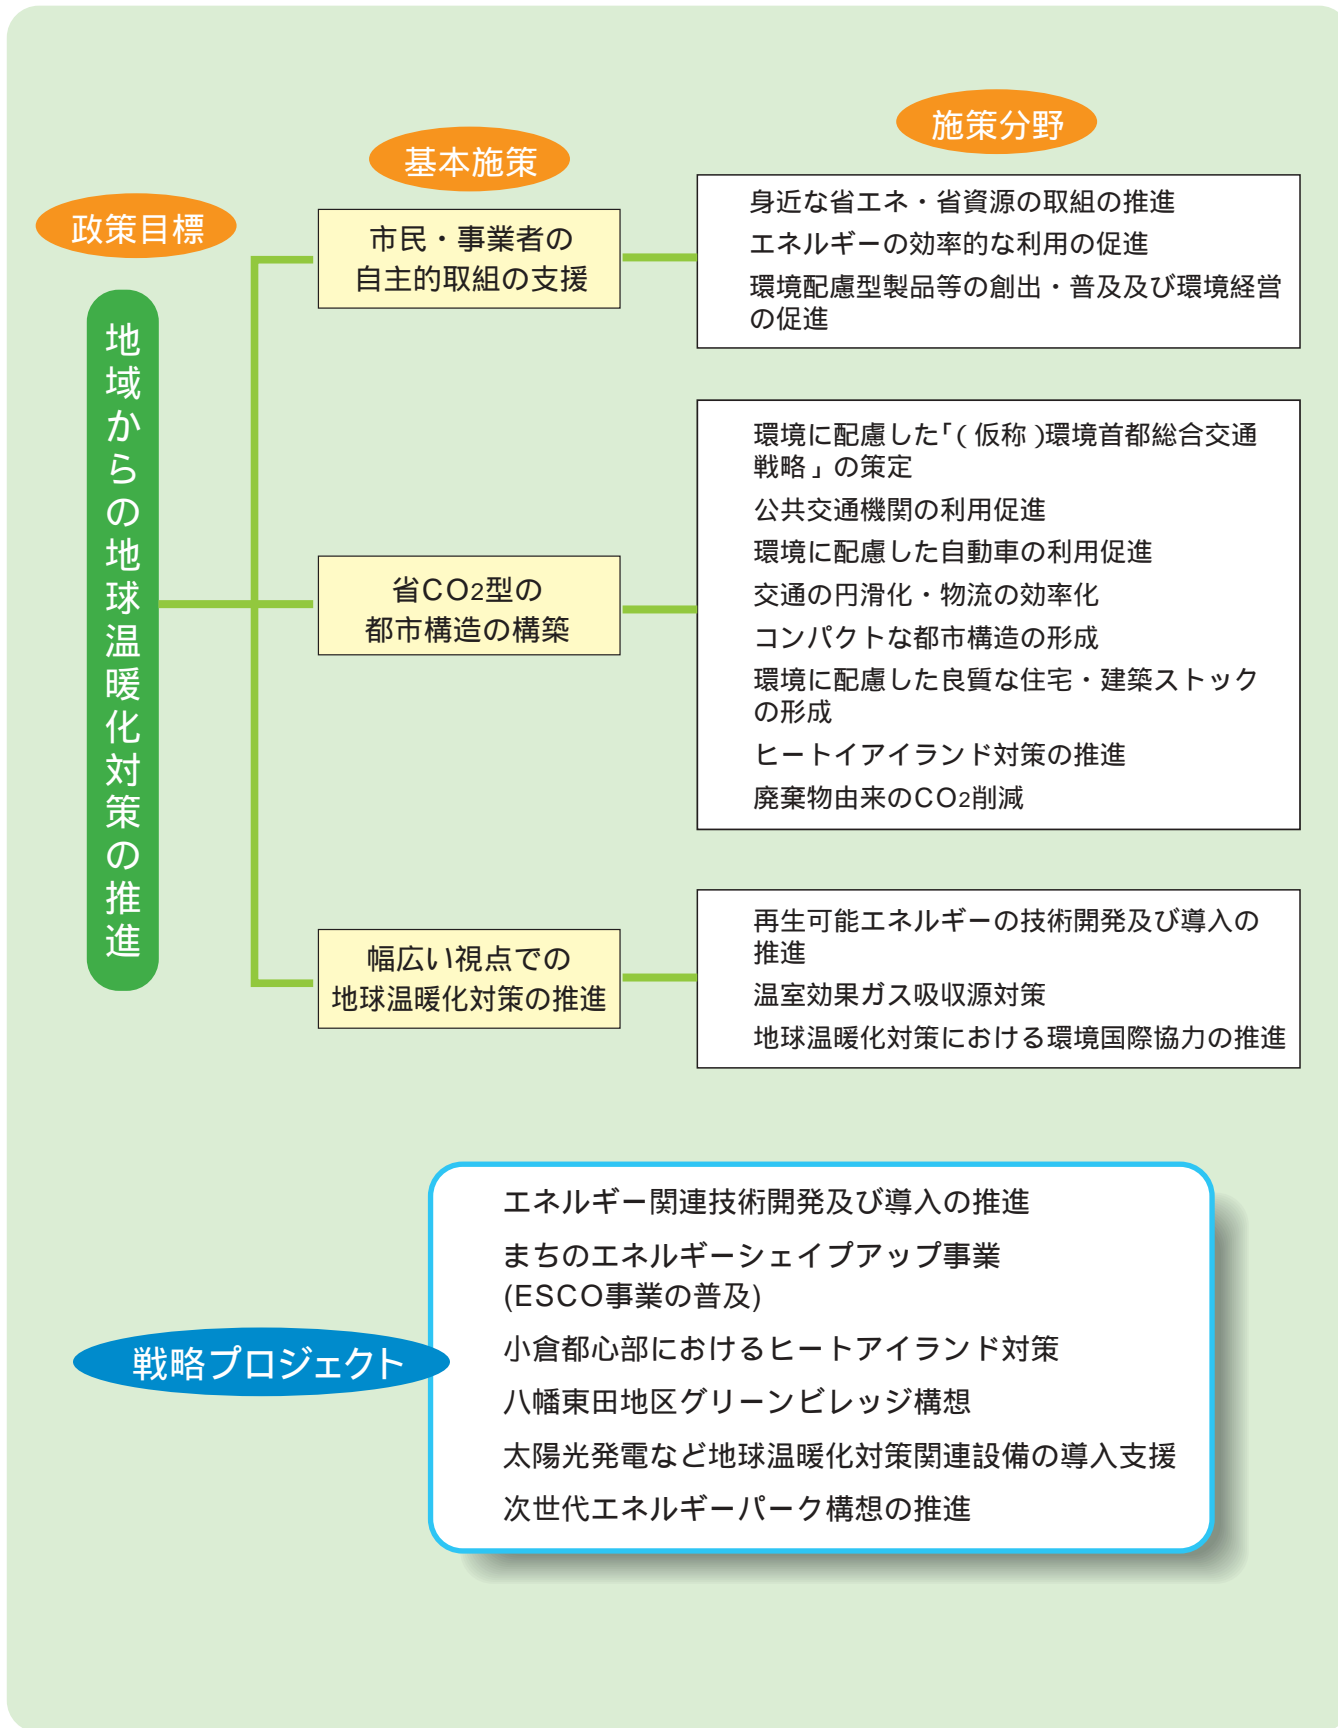 施策分野
基本施策
政策目標
地域からの地球温暖化対策の推進
市民・事業者の
自主的取組の支援
身近な省エネ・省資源の取組の推進
エネルギーの効率的な利用の促進
環境配慮型製品等の創出・普及及び環境経営
の促進
省CO2型の
都市構造の構築
環境に配慮した「(仮称)環境首都総合交通
戦略」の策定
公共交通機関の利用促進
環境に配慮した自動車の利用促進
交通の円滑化・物流の効率化
コンパクトな都市構造の形成
環境に配慮した良質な住宅・建築ストック
の形成
ヒートイアイランド対策の推進
廃棄物由来のCO2削減
幅広い視点での
地球温暖化対策の推進
再生可能エネルギーの技術開発及び導入の
推進
温室効果ガス吸収源対策
地球温暖化対策における環境国際協力の推進
戦略プロジェクト
エネルギー関連技術開発及び導入の推進
まちのエネルギーシェイプアップ事業
(ESCO事業の普及)
小倉都心部におけるヒートアイランド対策
八幡東田地区グリーンビレッジ構想
太陽光発電など地球温暖化対策関連設備の導入支援
次世代エネルギーパーク構想の推進